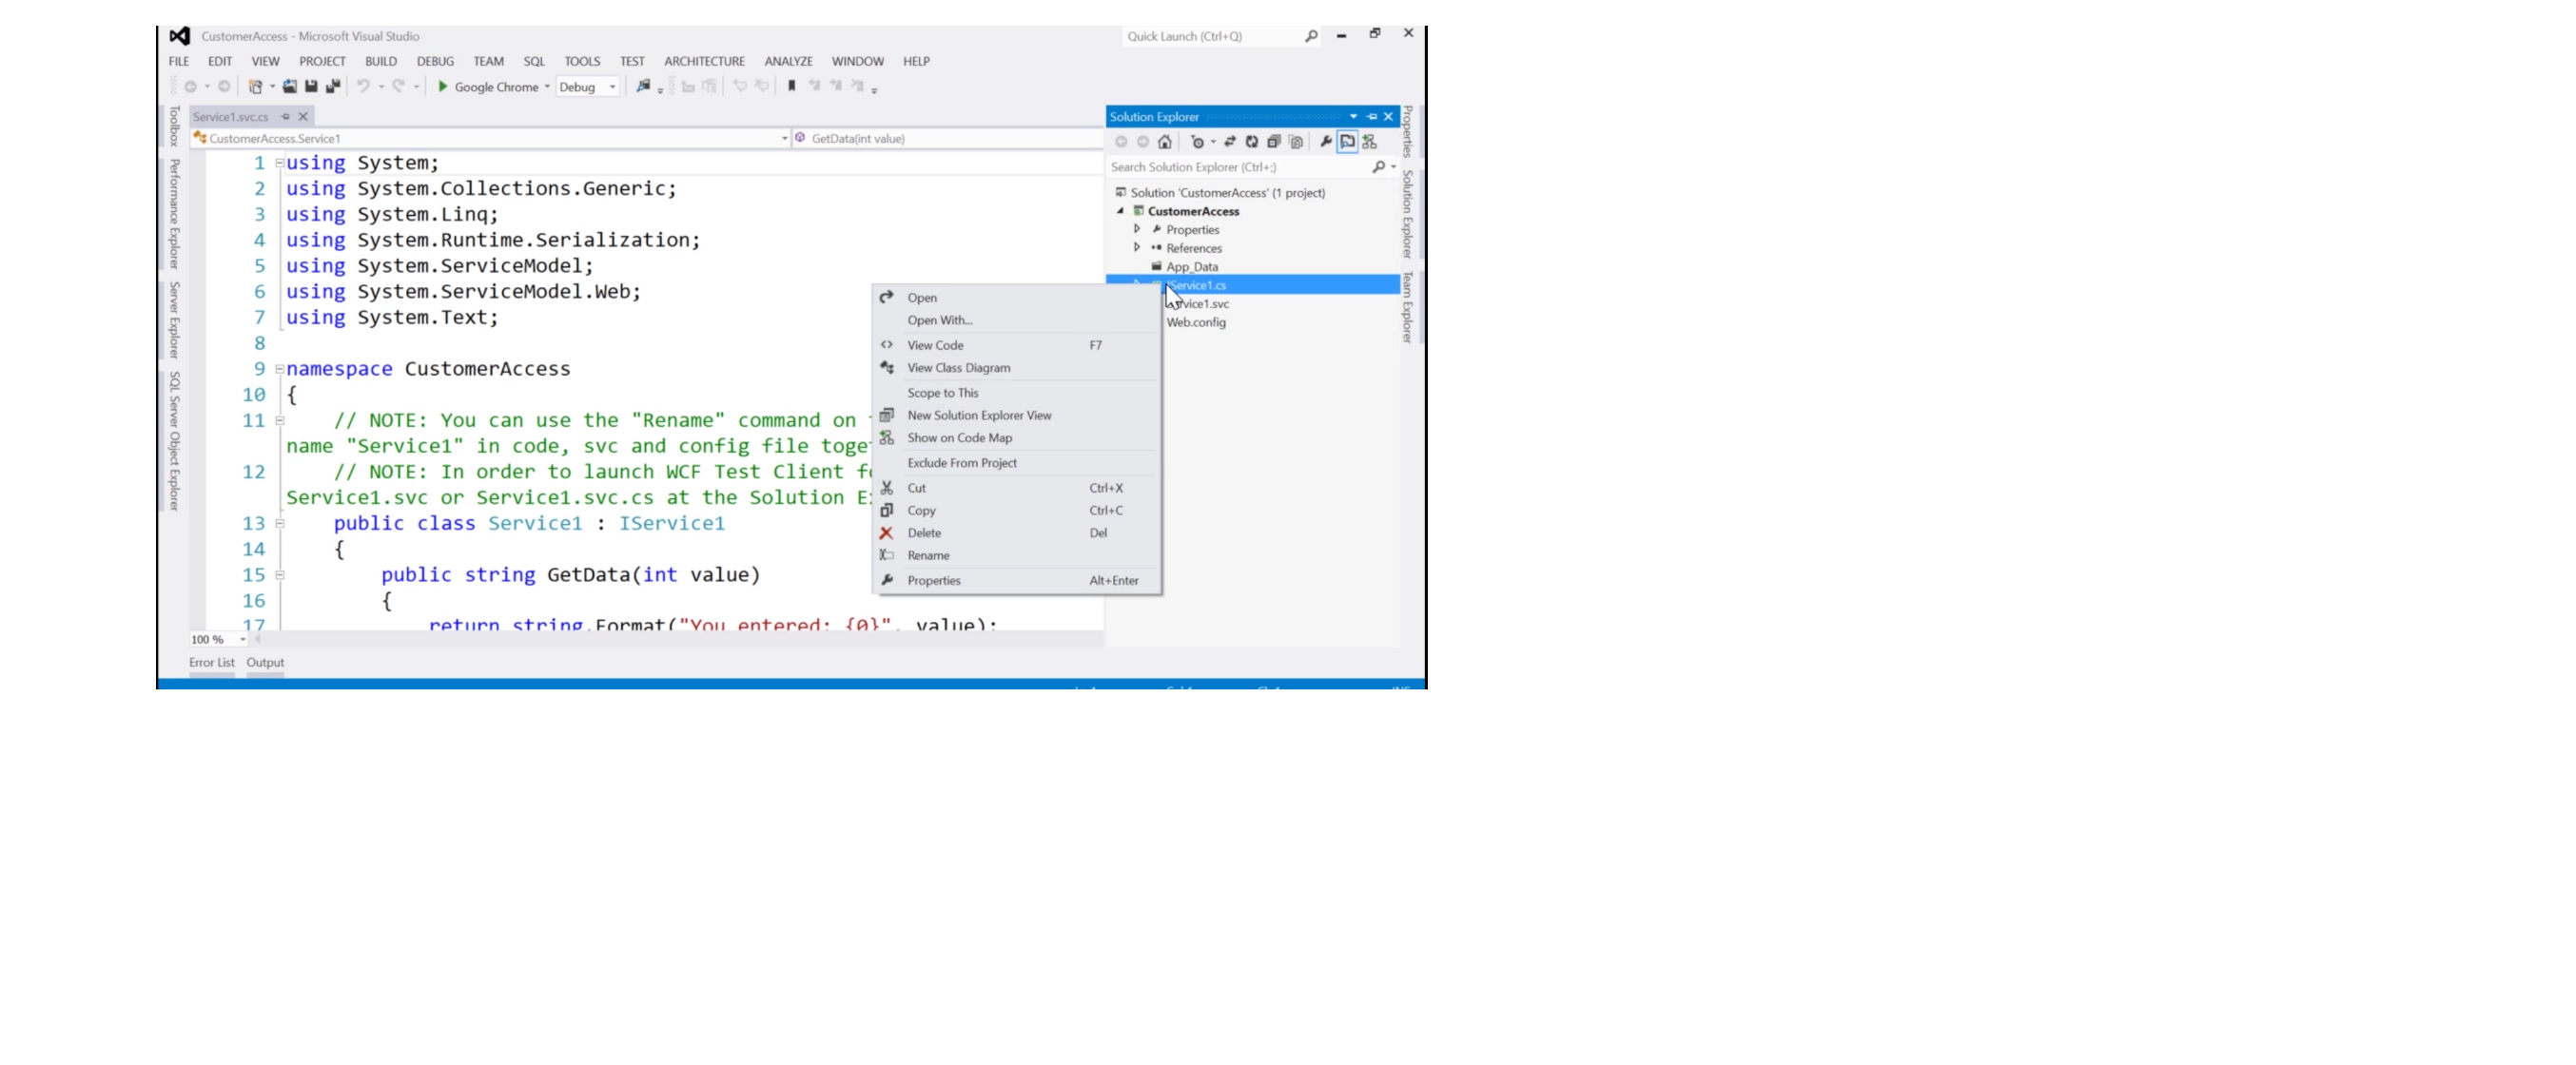 CustomerAccess - Microsoft Visual Studio
Quick Launch (Ctrl+Q)
FILE EDIT VIEW PROJECT BUILD DEBUG TEAM SQL TOOLS TEST ARCHITECTURE ANALYZE WINDOW HELP
Google Chrome Debug
Toolbox
Performance Explorer
Server Explorer
SQL Server Object Explorer
Service1.svc.cs
CustomerAccess.Service1
GetData(int value)
1 using System;
2 using System.Collections.Generic;
3 using System.Linq;
4 using System.Runtime.Serialization;
5 using System.ServiceModel;
6 using System.ServiceModel.Web;
7 using System.Text;
8
9 namespace CustomerAccess
10 {
11 // NOTE: You can use the "Rename" command on
name "Service1" in code, svc and config file
12 // NOTE: In order to launch WCF Test Client
Service1.svc or Service1.svc.cs at the Solution
13 public class Service1 : IService1
14 {
15 public string GetData(int value)
16 {
17 return string.Format("You entered: {0}", value);
100 %
Error List Output
Open
Open With...
View Code F7
View Class Diagram
Scope to This
New Solution Explorer View
Show on Code Map
Exclude From Project
Cut Ctrl+X
Copy Ctrl+C
Delete Del
Rename
Properties Alt+Enter
Solution Explorer
Search Solution Explorer (Ctrl+;)
Solution 'CustomerAccess' (1 project)
CustomerAccess
Properties
References
App_Data
IService1.cs
Service1.svc
Web.config
Properties
Solution Explorer
Team Explorer